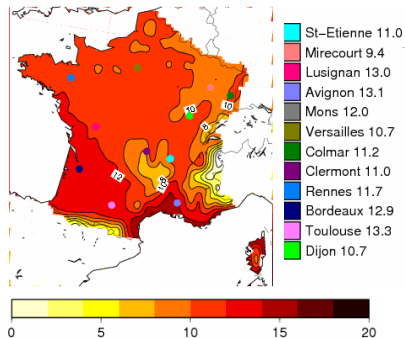 St-Etienne 11.0
Mirecourt 9.4
Lusignan 13.0
Avignan 13.1
Mons 12.0
Versailles 10.7
Colmar 11.2
Clermont 11.0
Rennes 11.7
Bordeaux 12.9
Toulouse 13.3
Dijon 10.7
10
10
8
12
8
10
0 5 10 15 20